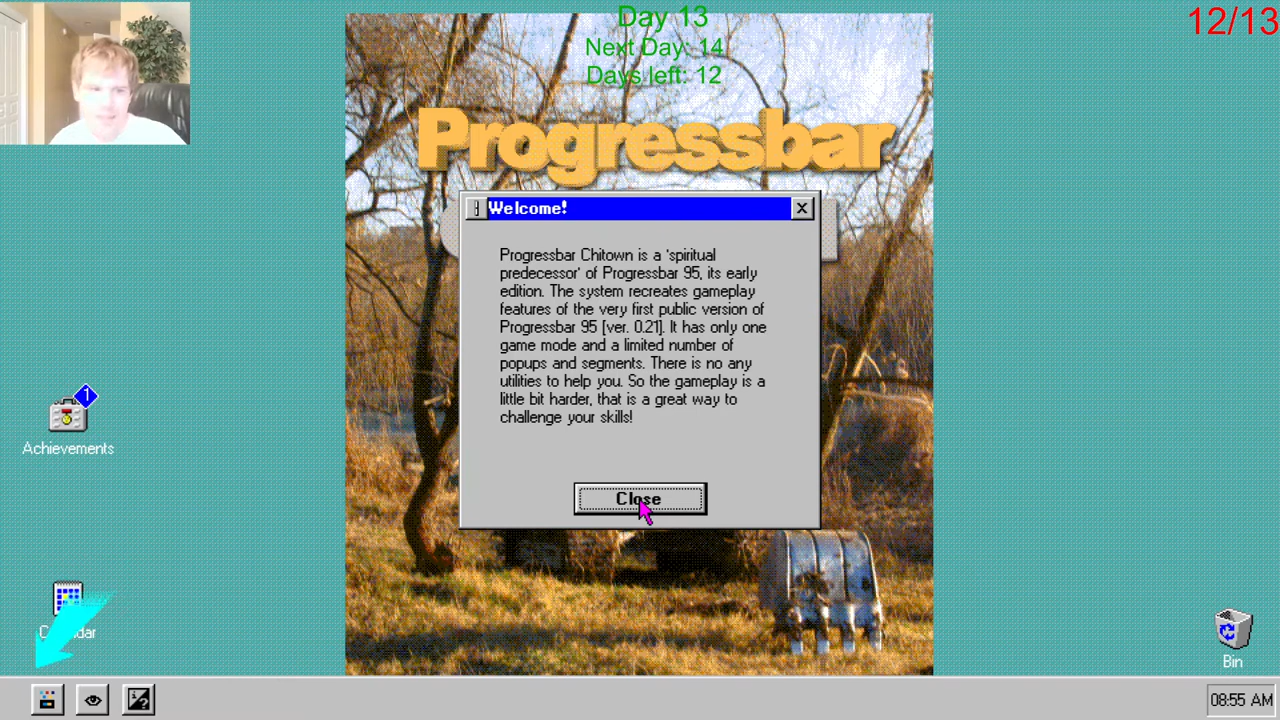 Day 13
Next Day: 14
Days left: 12
12/13
Progressbar
Welcome!
Progressbar Chitown is a 'spiritual
predecessor' of Progressbar 95, its early
edition. The system recreates gameplay
features of the very first public version of
Progressbar 95 [ver. 0.21]. It has only one
game mode and a limited number of
popups and segments. There is no any
utilities to help you. So the gameplay is a
little bit harder, that is a great way to
challenge your skills!
Close
1
Achievements
Bin
08:55 AM